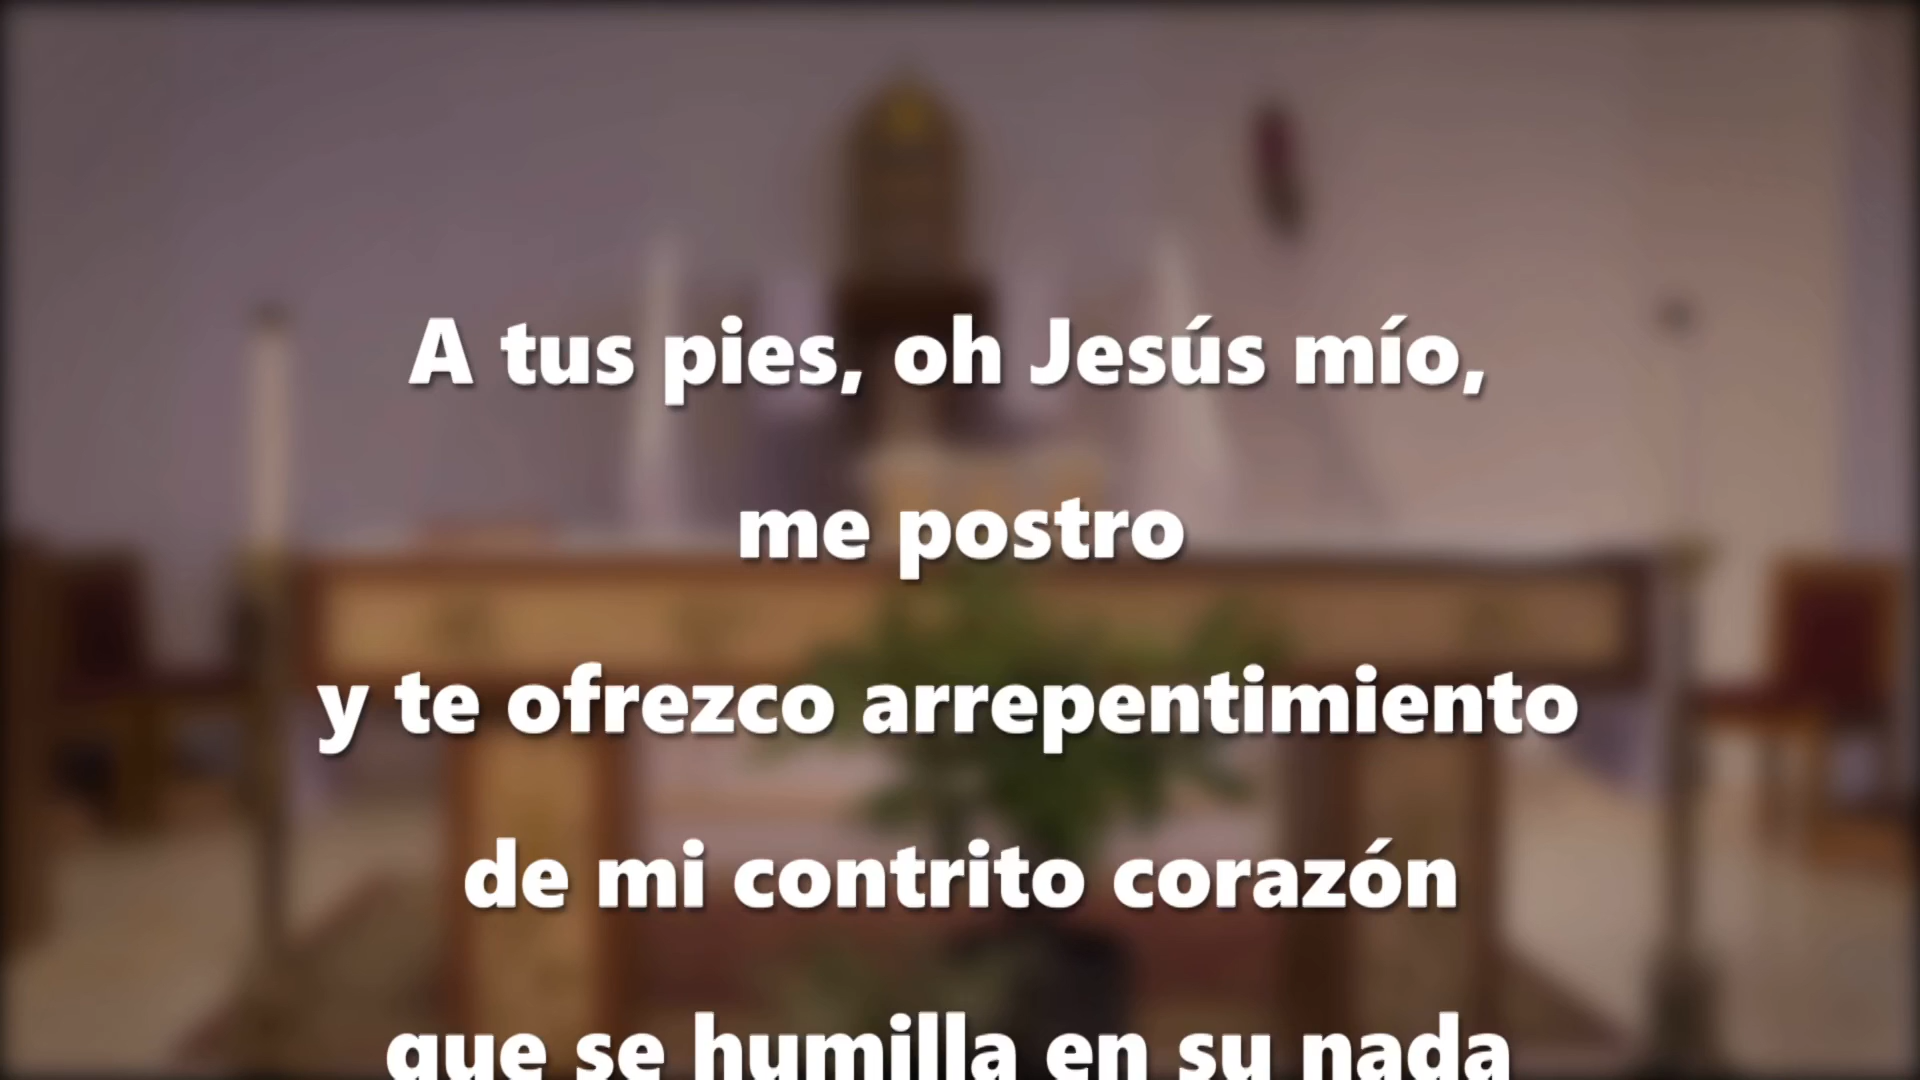 A tus pies, oh Jesús mío,
me postro
y te ofrezco arrepentimiento
de mi contrito corazón
que se humilla en su nada